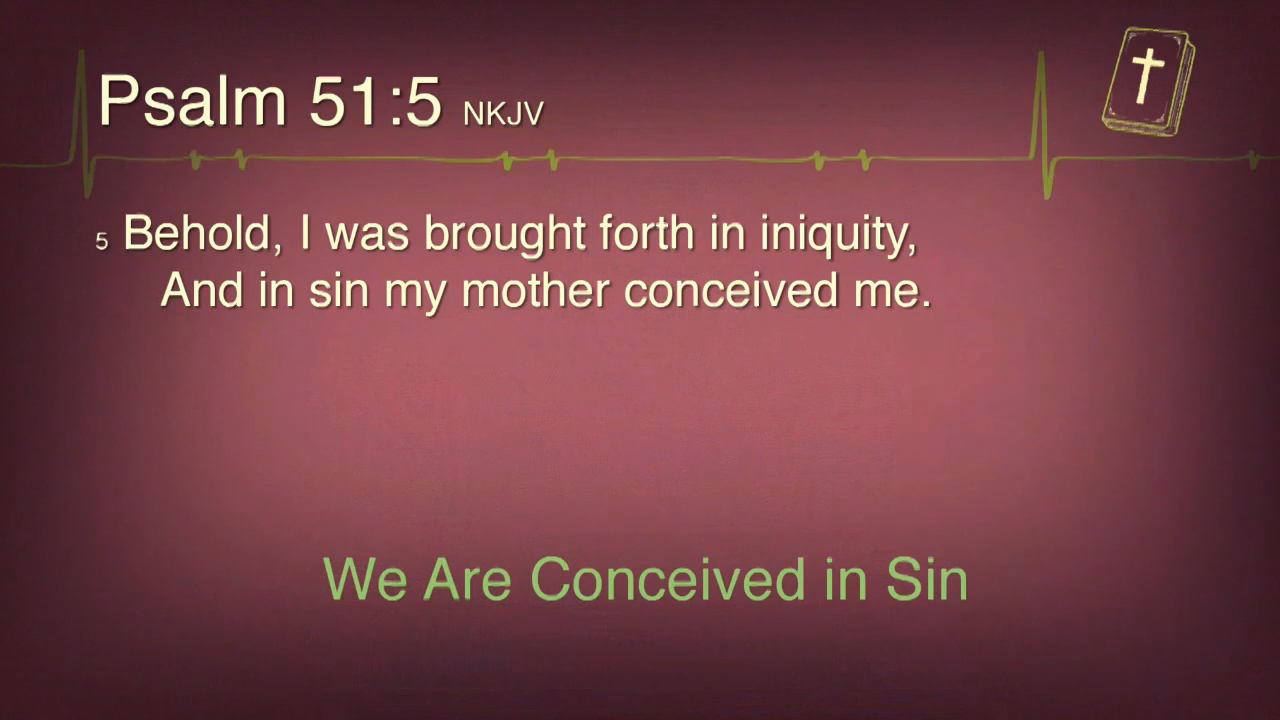 Psalm 51:5 NKJV
5 Behold, I was brought forth in iniquity,
And in sin my mother conceived me.
We Are Conceived in Sin